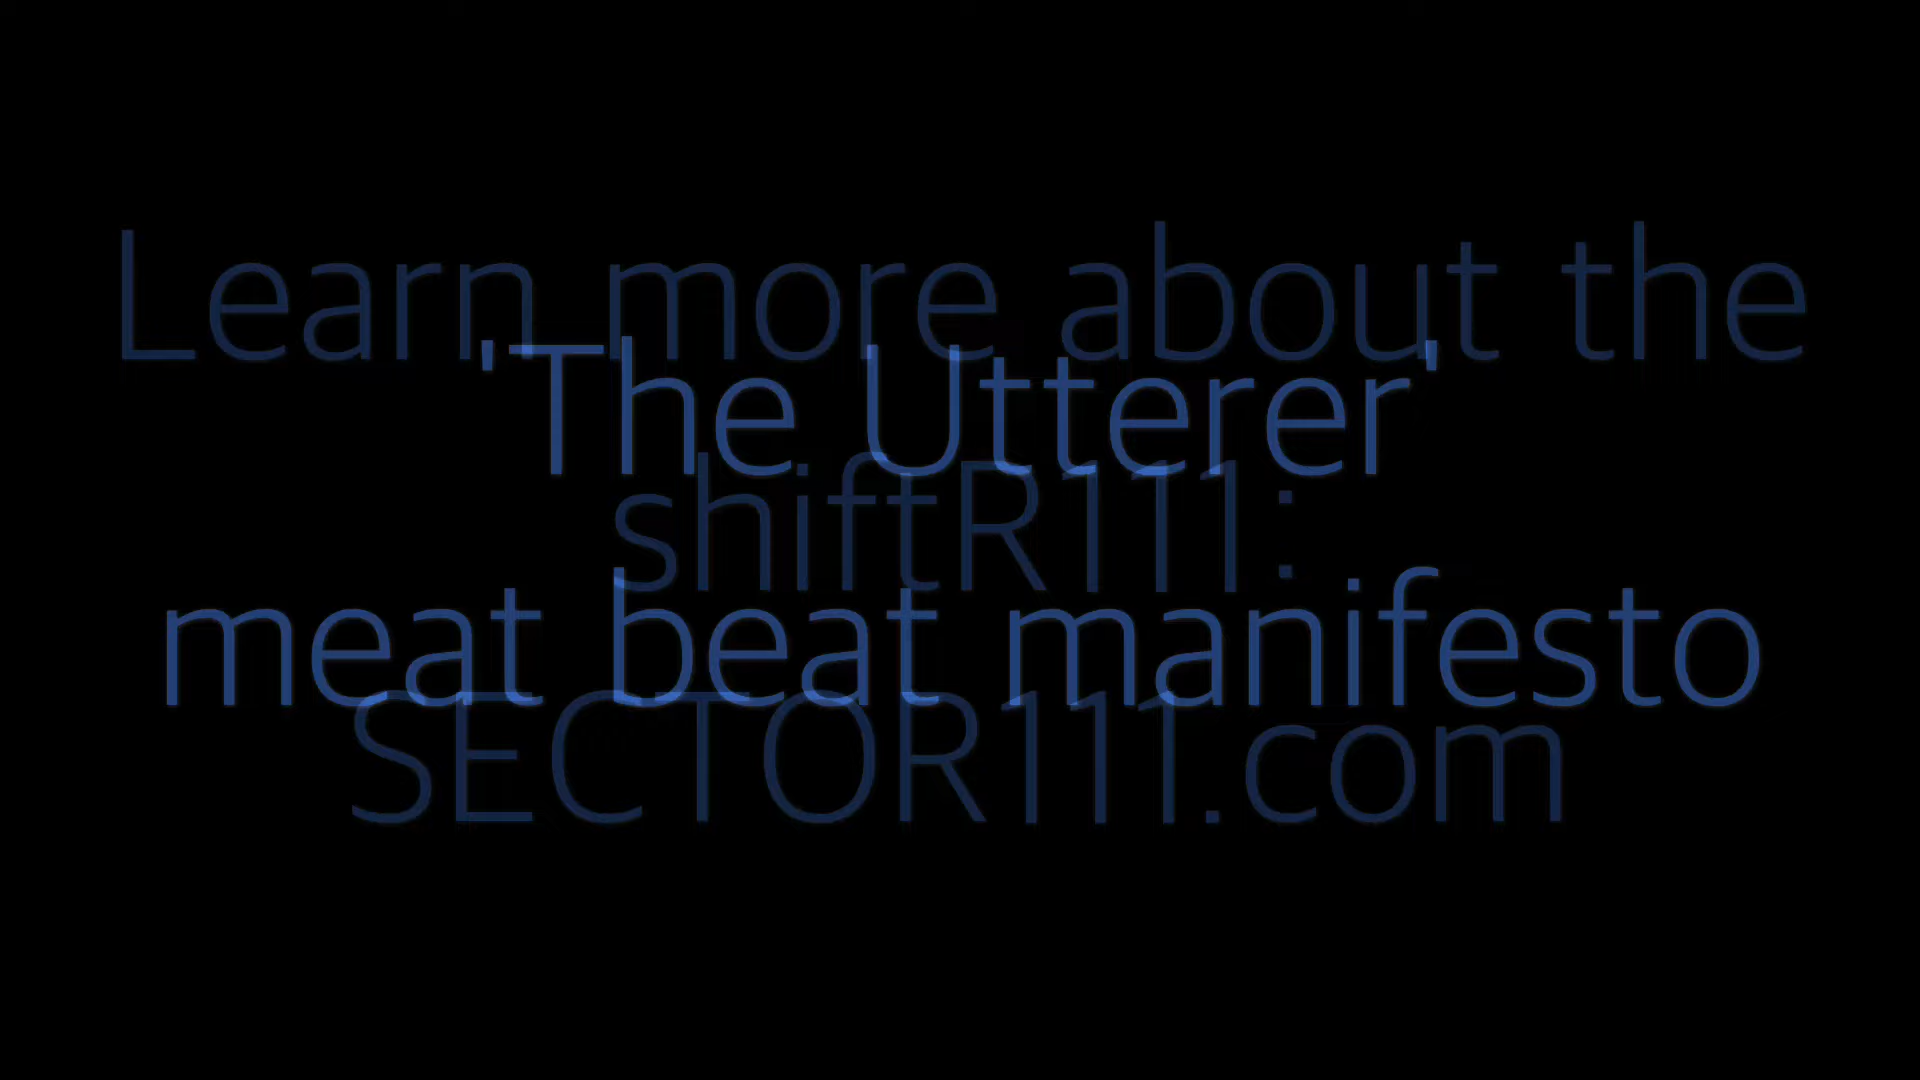 Learn more about the
'The Utterer'
shiftR111:
meat beat manifesto
SECTOR111.com